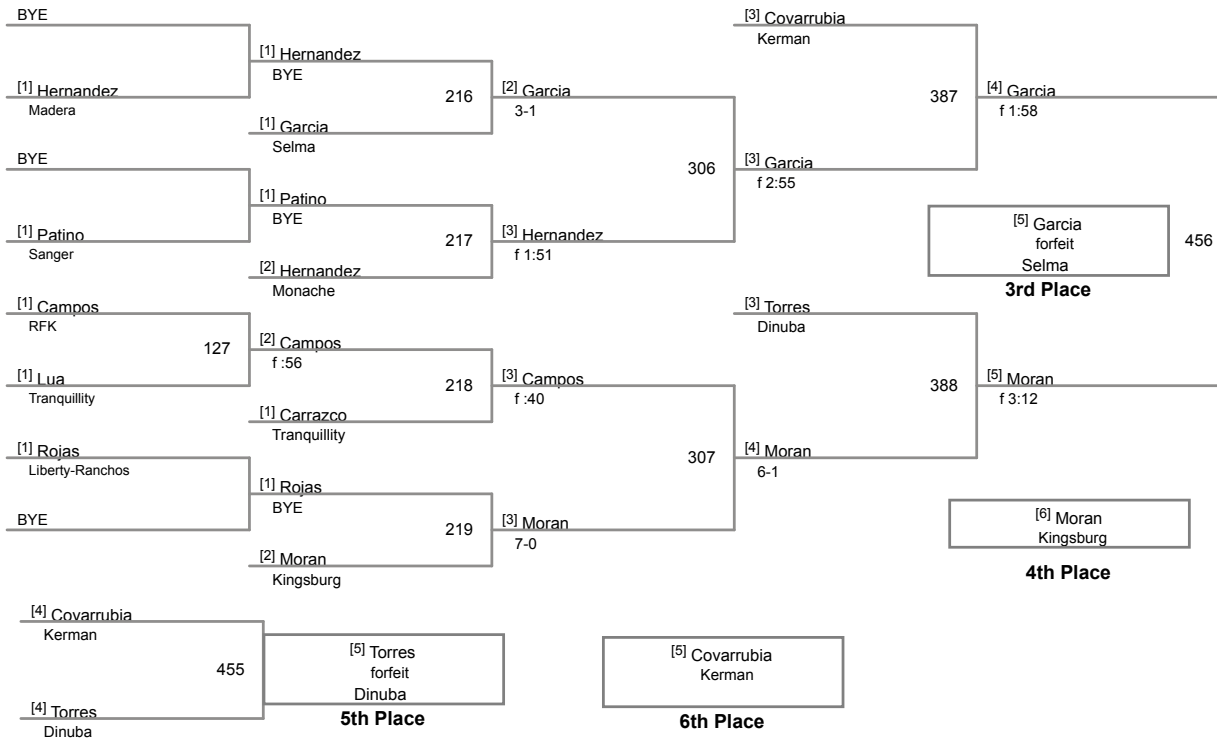 BYE
[1] Hernandez
Madera
BYE
[1] Patino
Sanger
[1] Campos
RFK
127
[1] Lua
Tranquillity
[1] Rojas
Liberty-Ranchos
BYE
[1] Hernandez
BYE
216
[1] Garcia
Selma
[1] Patino
BYE
217
[2] Hernandez
Monache
[2] Campos
f :56
218
[1] Carrazco
Tranquillity
[1] Rojas
BYE
219
[2] Moran
Kingsburg
[2] Garcia
3-1
306
[3] Hernandez
f 1:51
[3] Campos
f :40
307
[3] Moran
7-0
[3] Covarrubia
Kerman
387
[3] Garcia
f 2:55
[3] Torres
Dinuba
388
[4] Moran
6-1
[4] Garcia
f 1:58
[5] Garcia
forfeit
Selma
456
3rd Place
[5] Moran
f 3:12
[6] Moran
Kingsburg
4th Place
[4] Covarrubia
Kerman
455
[4] Torres
Dinuba
[5] Torres
forfeit
Dinuba
5th Place
[5] Covarrubia
Kerman
6th Place